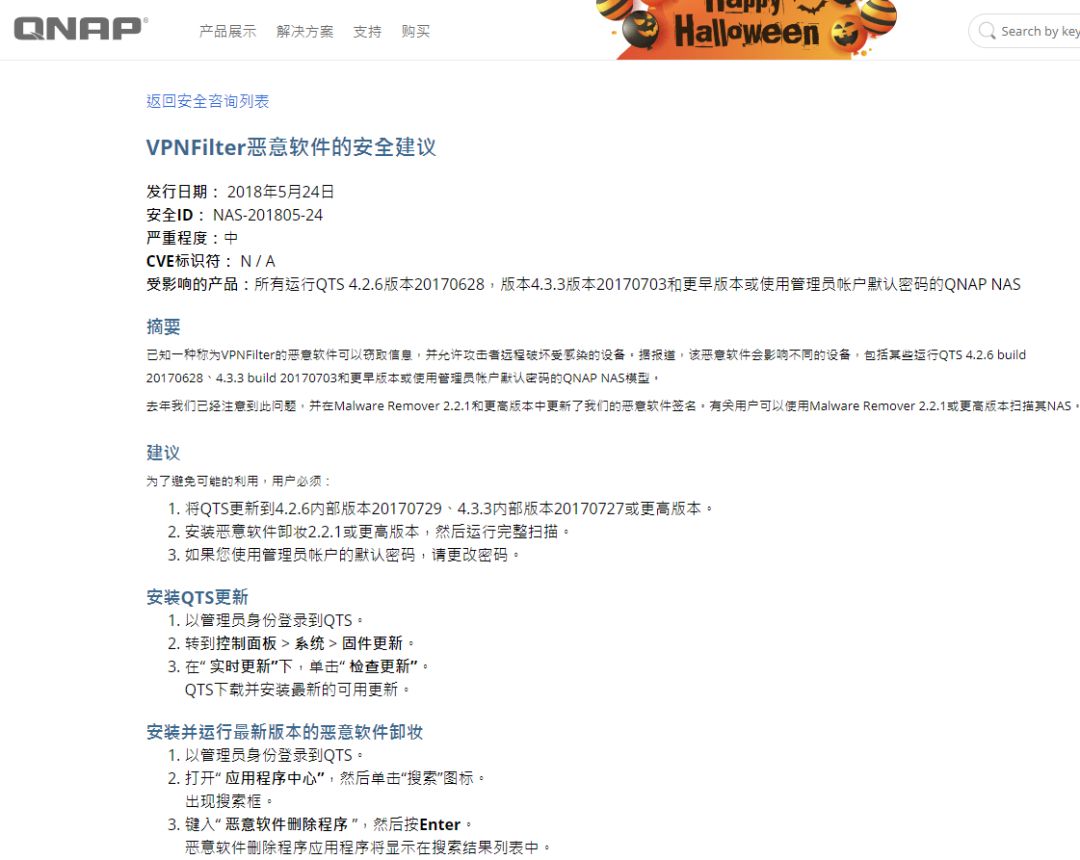 QNAP®
产品展示 解决方案 支持 购买
Happy
Halloween
Search by key
返回安全咨询列表
VPNFilter恶意软件的安全建议
发行日期： 2018年5月24日
安全ID： NAS-201805-24
严重程度：中
CVE标识符： N / A
受影响的产品：所有运行QTS 4.2.6版本20170628，版本4.3.3版本20170703和更早版本或使用管理员帐户默认密码的QNAP NAS
摘要
已知一种称为VPNFilter的恶意软件可以窃取信息，并允许攻击者远程破坏受感染的设备。据报道，该恶意软件会影响不同的设备，包括某些运行QTS 4.2.6 build
20170628、4.3.3 build 20170703和更早版本或使用管理员帐户默认密码的QNAP NAS模型。
去年我们已经注意到此问题，并在Malware Remover 2.2.1和更高版本中更新了我们的恶意软件签名。有关用户可以使用Malware Remover 2.2.1或更高版本扫描其NAS。
建议
为了避免可能的利用，用户必须：
1. 将QTS更新到4.2.6内部版本20170729、4.3.3内部版本20170727或更高版本。
2. 安装恶意软件卸妆2.2.1或更高版本，然后运行完整扫描。
3. 如果您使用管理员帐户的默认密码，请更改密码。
安装QTS更新
1. 以管理员身份登录到QTS。
2. 转到控制面板 > 系统 > 固件更新。
3. 在“ 实时更新”下，单击“ 检查更新”。
QTS下载并安装最新的可用更新。
安装并运行最新版本的恶意软件卸妆
1. 以管理员身份登录到QTS。
2. 打开“ 应用程序中心”，然后单击“搜索”图标。
出现搜索框。
3. 键入“ 恶意软件删除程序 ”，然后按Enter。
恶意软件删除程序应用程序将显示在搜索结果列表中。